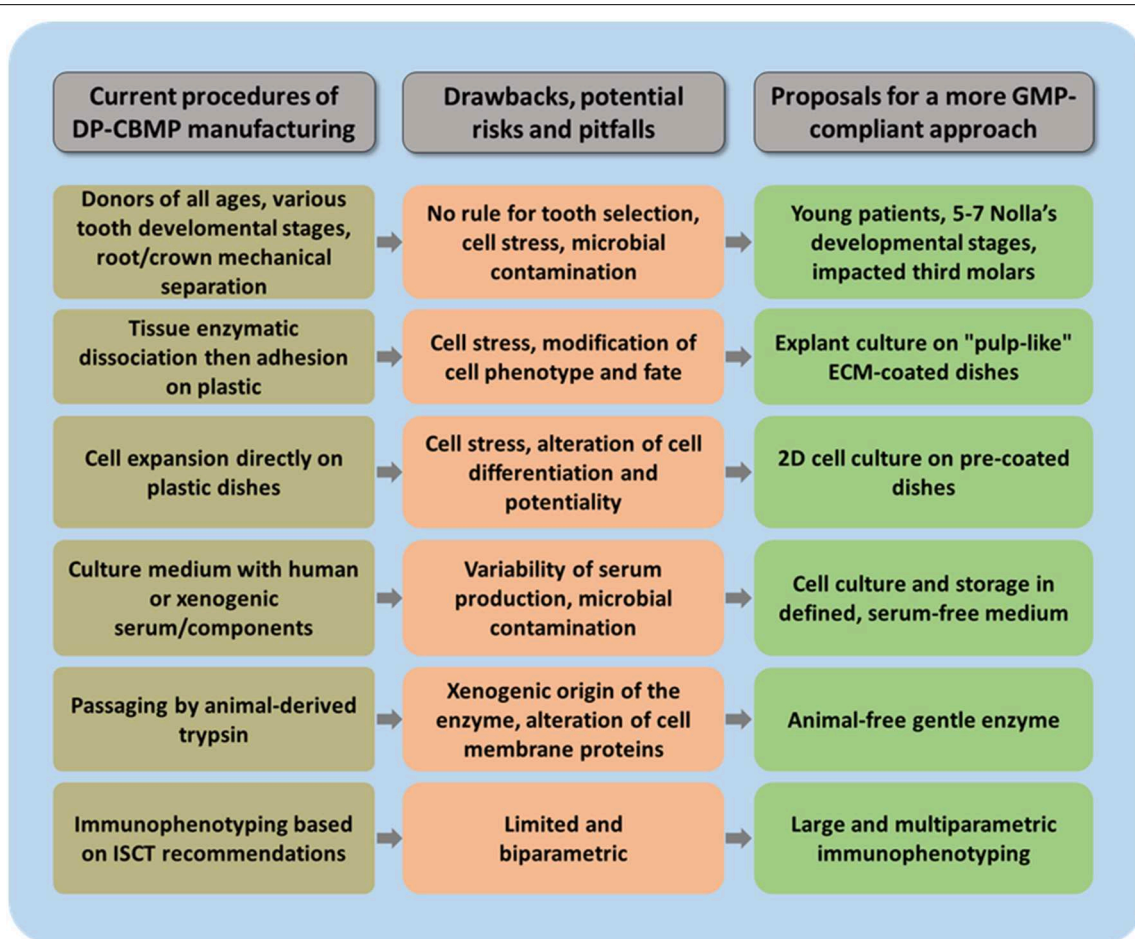 Current procedures of
DP-CBMP manufacturing
Drawbacks, potential
risks and pitfalls
Proposals for a more GMP-
compliant approach
Donors of all ages, various
tooth develomental stages,
root/crown mechanical
separation
No rule for tooth selection,
cell stress, microbial
contamination
Young patients, 5-7 Nolla's
developmental stages,
impacted third molars
Tissue enzymatic
dissociation then adhesion
on plastic
Cell stress, modification of
cell phenotype and fate
Explant culture on "pulp-like"
ECM-coated dishes
Cell expansion directly on
plastic dishes
Cell stress, alteration of cell
differentiation and
potentiality
2D cell culture on pre-coated
dishes
Culture medium with human
or xenogenic
serum/components
Variability of serum
production, microbial
contamination
Cell culture and storage in
defined, serum-free medium
Passaging by animal-derived
trypsin
Xenogenic origin of the
enzyme, alteration of cell
membrane proteins
Animal-free gentle enzyme
Immunophenotyping based
on ISCT recommendations
Limited and
biparametric
Large and multiparametric
immunophenotyping